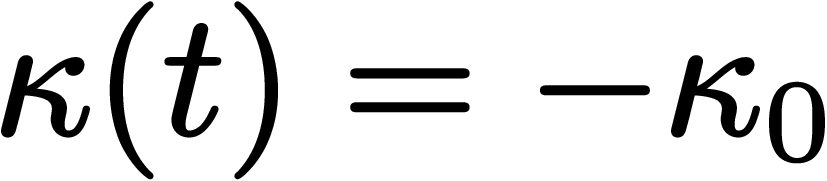 κ(t) = −κ₀